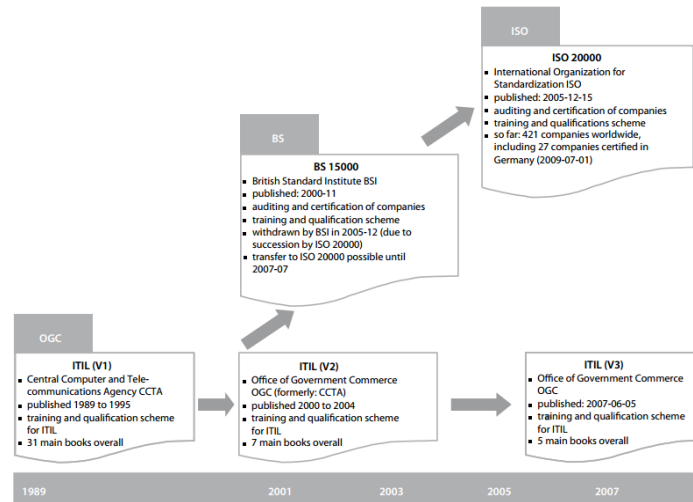 ISO
ISO 20000
▪ International Organization for
Standardization ISO
▪ published: 2005-12-15
▪ auditing and certification of companies
▪ training and qualifications scheme
▪ so far: 421 companies worldwide,
including 27 companies certified in
Germany (2009-07-01)
BS
BS 15000
▪ British Standard Institute BSI
▪ published: 2000-11
▪ auditing and certification of companies
▪ training and qualification scheme
▪ withdrawn by BSI in 2005-12 (due to
succession by ISO 20000)
▪ transfer to ISO 20000 possible until
2007-07
OGC
ITIL (V1)
▪ Central Computer and Tele-
communications Agency CCTA
▪ published 1989 to 1995
▪ training and qualification scheme
for ITIL
▪ 31 main books overall
ITIL (V2)
▪ Office of Government Commerce
OGC (formerly: CCTA)
▪ published 2000 to 2004
▪ training and qualification scheme
for ITIL
▪ 7 main books overall
ITIL (V3)
▪ Office of Government Commerce
OGC
▪ published: 2007-06-05
▪ training and qualification scheme
for ITIL
▪ 5 main books overall
1989 2001 2003 2005 2007